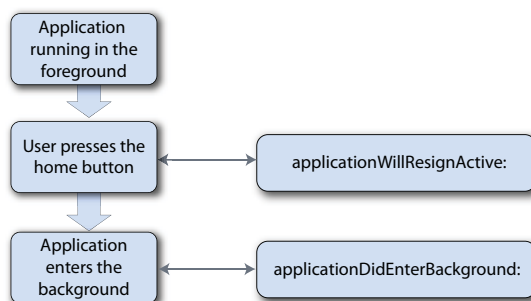 Application
running in the
foreground
User presses the
home button
applicationWillResignActive:
Application
enters the
background
applicationDidEnterBackground: